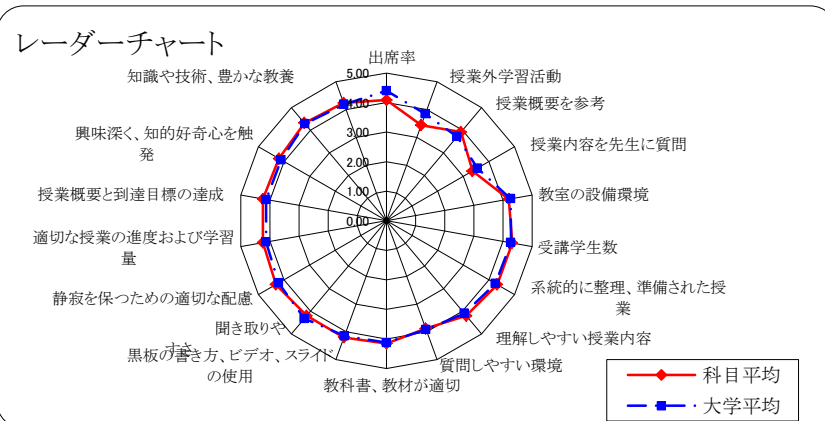 レーダーチャート
出席率
授業外学習活動
授業概要を参考
授業内容を先生に質問
教室の設備環境
受講学生数
系統的に整理、準備された授
業
理解しやすい授業内容
質問しやすい環境
教科書、教材が適切
黒板の書き方、ビデオ、スライド
の使用
聞き取りや
すさ
静寂を保つための適切な配慮
適切な授業の進度および学習
量
授業概要と到達目標の達成
興味深く、知的好奇心を触
発
知識や技術、豊かな教養
5.00
4.00
3.00
2.00
1.00
0.00
科目平均
大学平均